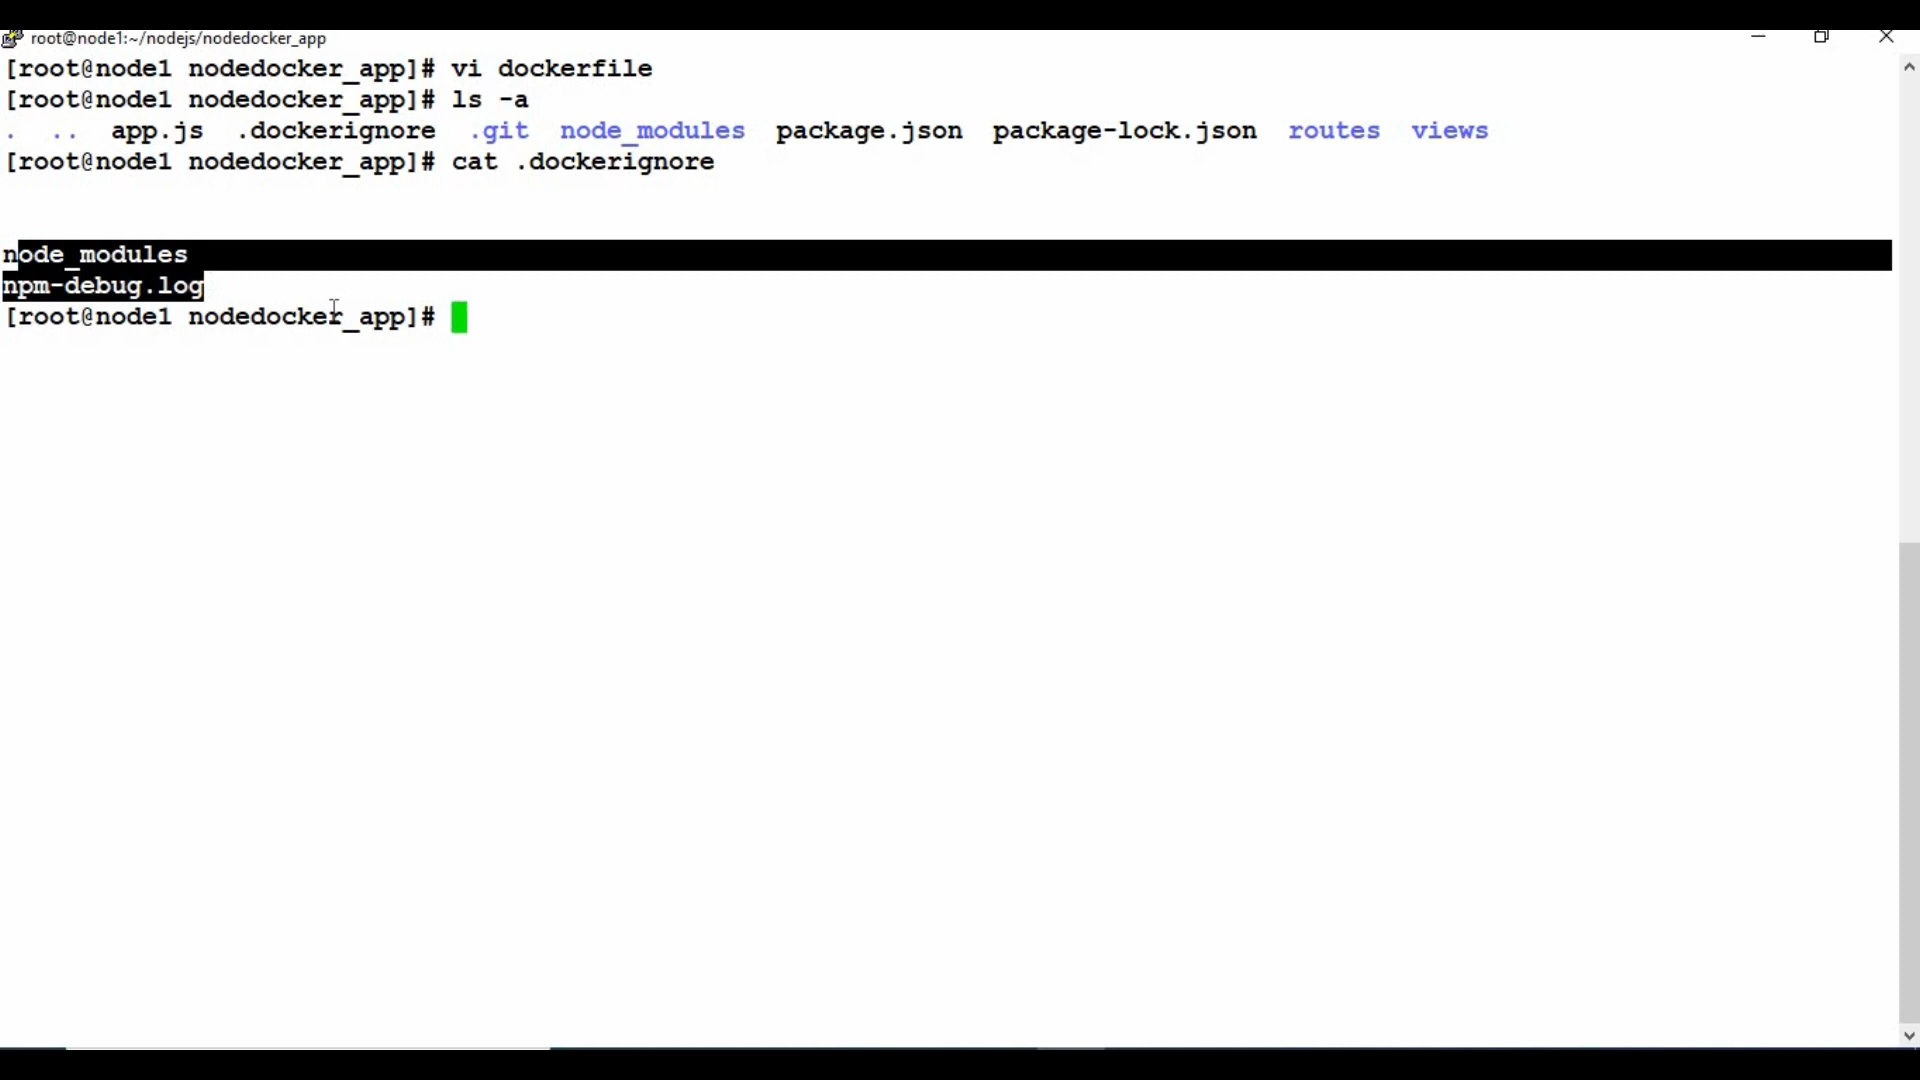 root@node1:~/nodejs/nodedocker_app
[root@node1 nodedocker_app]# vi dockerfile
[root@node1 nodedocker_app]# ls -a
. .. app.js .dockerignore .git node_modules package.json package-lock.json routes views
[root@node1 nodedocker_app]# cat .dockerignore
node_modules
npm-debug.log
[root@node1 nodedocker_app]#